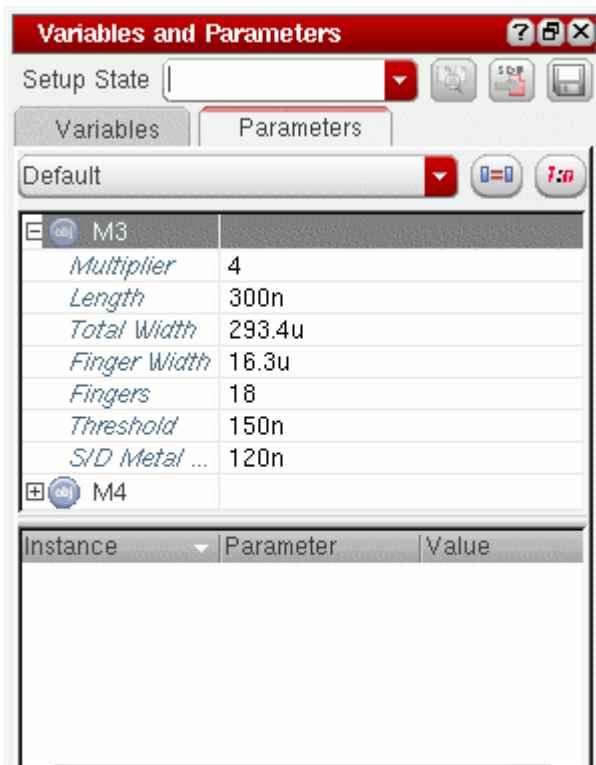 Variables and Parameters
Setup State
Variables Parameters
Default
M3
Multiplier 4
Length 300n
Total Width 293.4u
Finger Width 16.3u
Fingers 18
Threshold 150n
S/D Metal ... 120n
M4
Instance Parameter Value